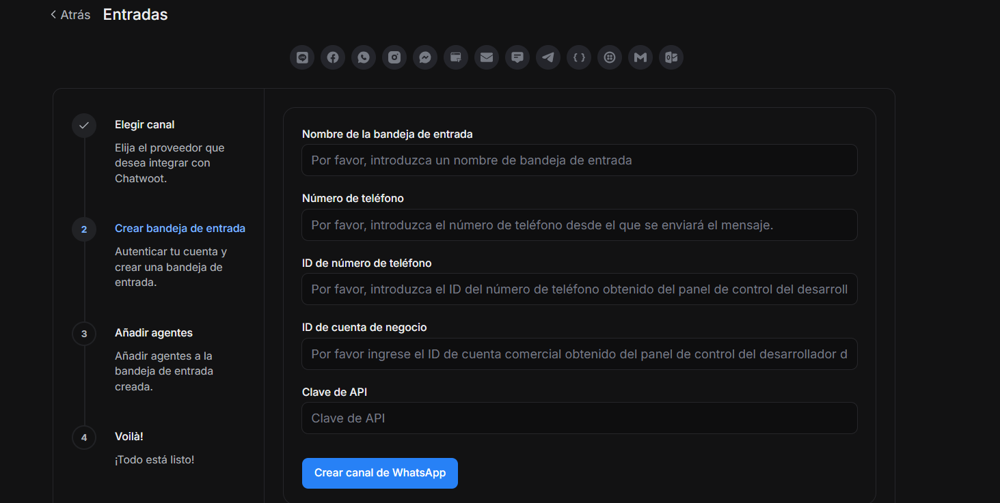 Atrás
Entradas
Elegir canal
Elija el proveedor que
desea integrar con
Chatwoot.
2
Crear bandeja de entrada
Autenticar tu cuenta y
crear una bandeja de
entrada.
3
Añadir agentes
Añadir agentes a la
bandeja de entrada
creada.
4
Voilà!
¡Todo está listo!
Nombre de la bandeja de entrada
Por favor, introduzca un nombre de bandeja de entrada
Número de teléfono
Por favor, introduzca el número de teléfono desde el que se enviará el mensaje.
ID de número de teléfono
Por favor, introduzca el ID del número de teléfono obtenido del panel de control del desarroll
ID de cuenta de negocio
Por favor ingrese el ID de cuenta comercial obtenido del panel de control del desarrollador d
Clave de API
Clave de API
Crear canal de WhatsApp